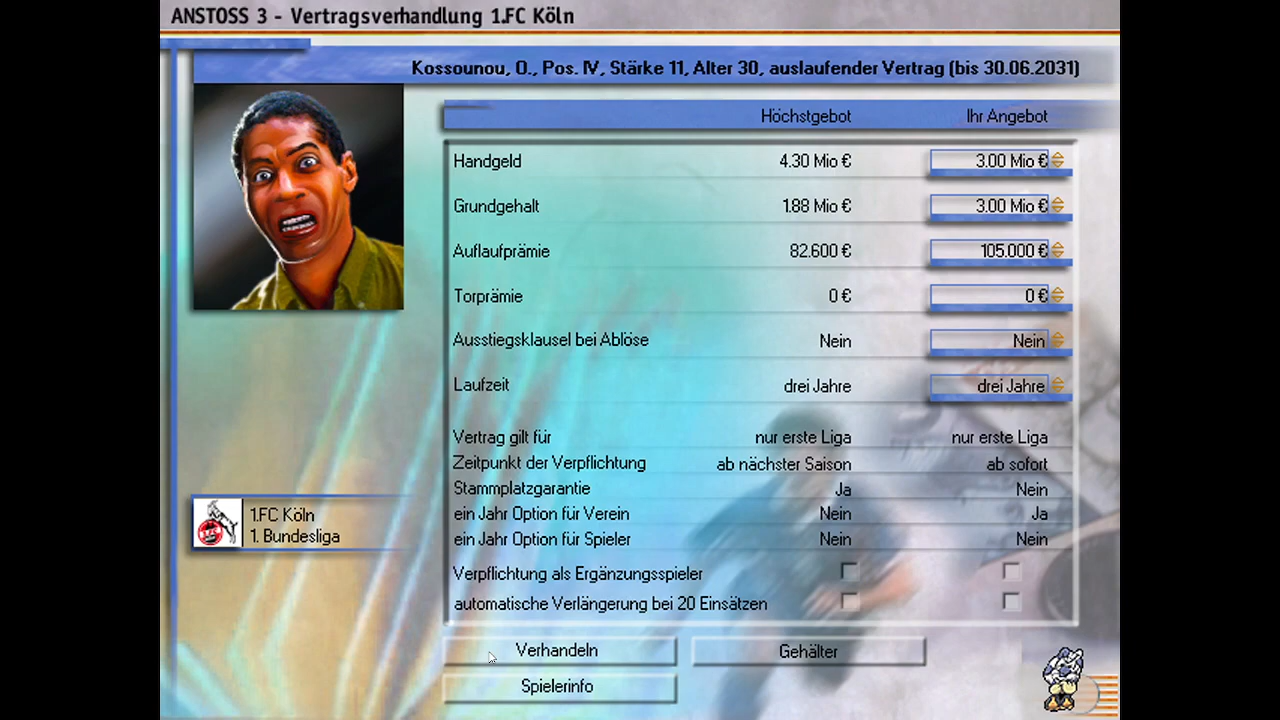 ANSTOSS 3 - Vertragsverhandlung 1.FC Köln
Kossounou, O., Pos. IV, Stärke 11, Alter 30, auslaufender Vertrag (bis 30.06.2031)
Höchstgebot Ihr Angebot
Handgeld 4.30 Mio € 3.00 Mio €
Grundgehalt 1.88 Mio € 3.00 Mio €
Auflaufprämie 82.600 € 105.000 €
Torprämie 0 € 0 €
Ausstiegsklausel bei Ablöse Nein Nein
Laufzeit drei Jahre drei Jahre
Vertrag gilt für nur erste Liga nur erste Liga
Zeitpunkt der Verpflichtung ab nächster Saison ab sofort
Stammplatzgarantie Ja Nein
ein Jahr Option für Verein Nein Ja
ein Jahr Option für Spieler Nein Nein
Verpflichtung als Ergänzungsspieler
automatische Verlängerung bei 20 Einsätzen
1.FC Köln
1. Bundesliga
Verhandeln Gehälter
Spielerinfo